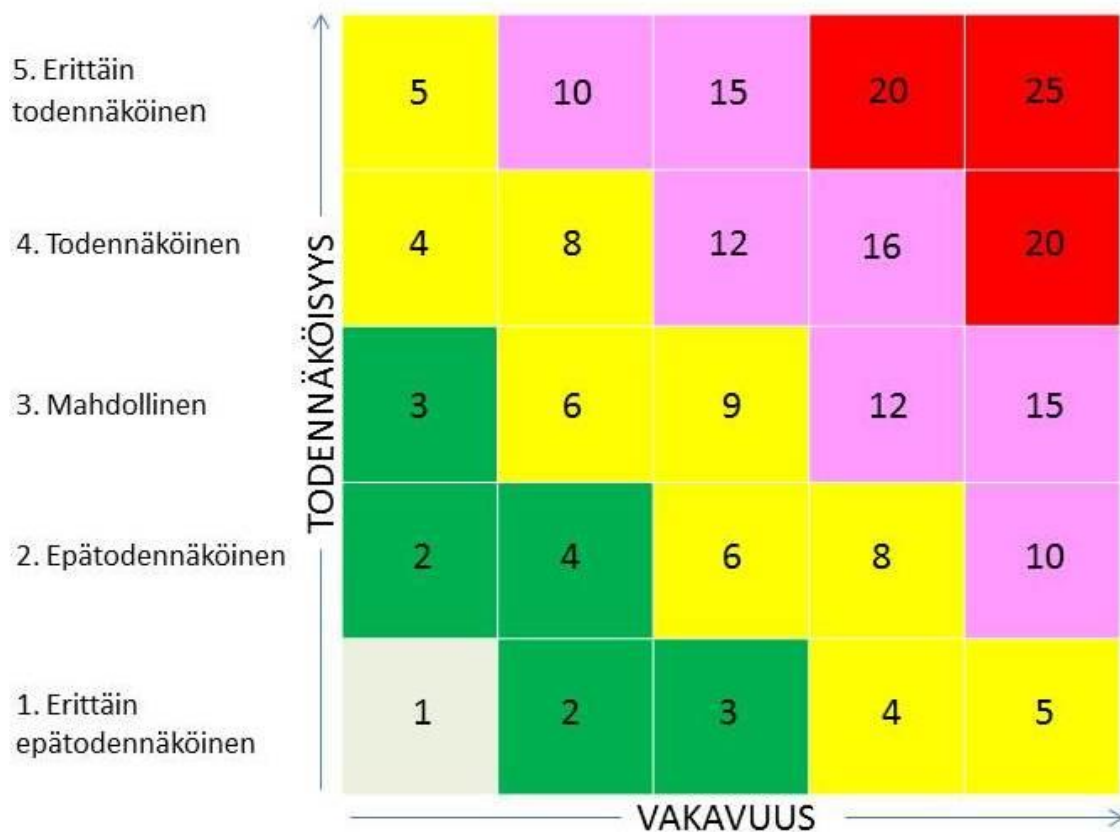 5. Erittäin
todennäköinen
5 10 15 20 25
4. Todennäköinen
4 8 12 16 20
TODENNÄKÖISYYS
3. Mahdollinen
3 6 9 12 15
2. Epätodennäköinen
2 4 6 8 10
1. Erittäin
epätodennäköinen
1 2 3 4 5
VAKAVUUS